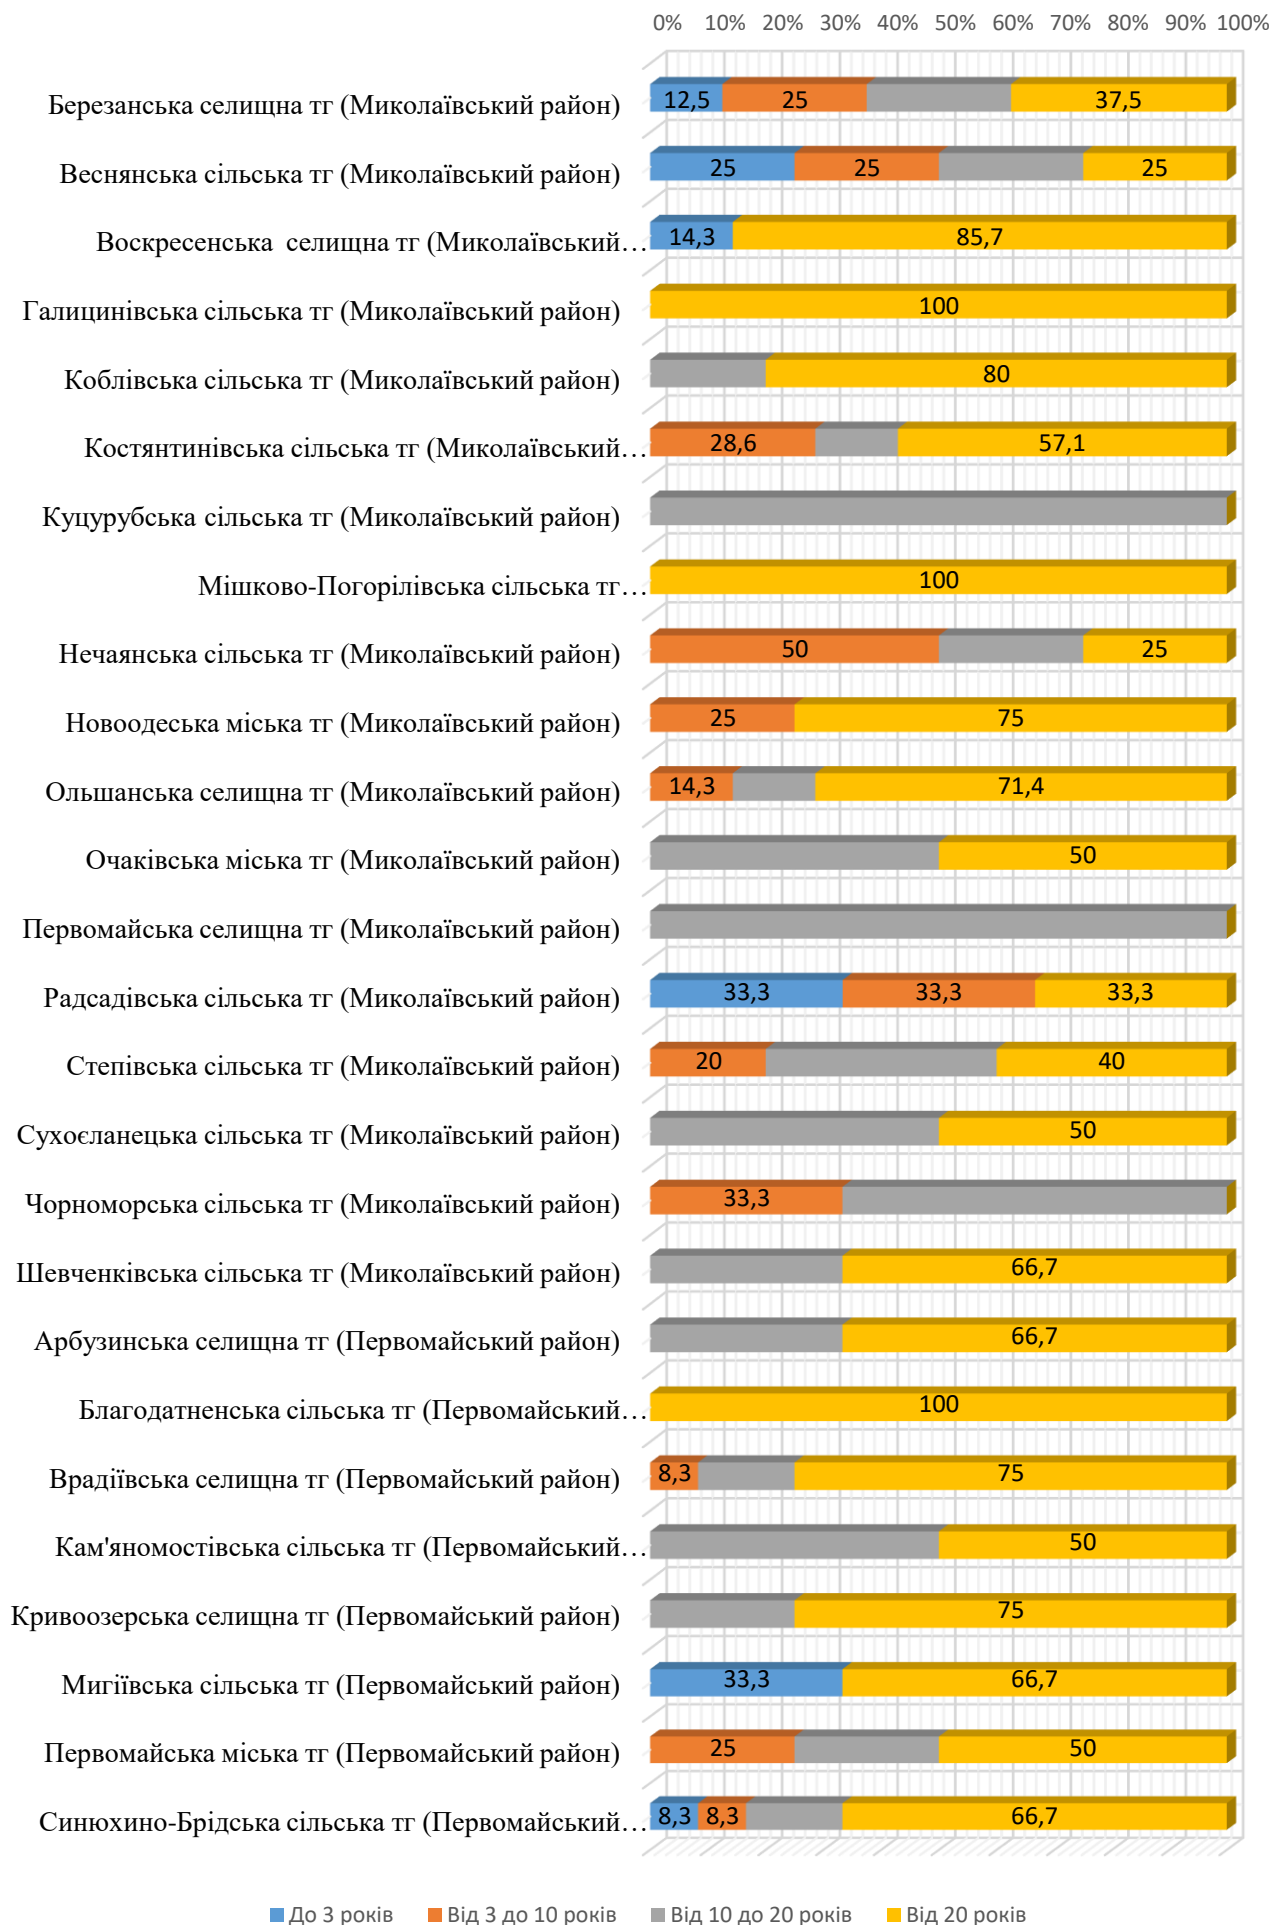 0% 10% 20% 30% 40% 50% 60% 70% 80% 90% 100%
Березанська селищна тг (Миколаївський район) 12,5 25 37,5
Веснянська сільська тг (Миколаївський район) 25 25 25
Воскресенська селищна тг (Миколаївський… 14,3 85,7
Галицинівська сільська тг (Миколаївський район) 100
Коблівська сільська тг (Миколаївський район) 80
Костянтинівська сільська тг (Миколаївський… 28,6 57,1
Куцурубська сільська тг (Миколаївський район)
Мішково-Погорілівська сільська тг… 100
Нечаянська сільська тг (Миколаївський район) 50 25
Новоодеська міська тг (Миколаївський район) 25 75
Ольшанська селищна тг (Миколаївський район) 14,3 71,4
Очаківська міська тг (Миколаївський район) 50
Первомайська селищна тг (Миколаївський район)
Радсадівська сільська тг (Миколаївський район) 33,3 33,3 33,3
Степівська сільська тг (Миколаївський район) 20 40
Сухоєланецька сільська тг (Миколаївський район) 50
Чорноморська сільська тг (Миколаївський район) 33,3
Шевченківська сільська тг (Миколаївський район) 66,7
Арбузинська селищна тг (Первомайський район) 66,7
Благодатненська сільська тг (Первомайський… 100
Врадіївська селищна тг (Первомайський район) 8,3 75
Кам'яномостівська сільська тг (Первомайський… 50
Кривоозерська селищна тг (Первомайський район) 75
Мигіївська сільська тг (Первомайський район) 33,3 66,7
Первомайська міська тг (Первомайський район) 25 50
Синюхино-Брідська сільська тг (Первомайський… 8,3 8,3 66,7
До 3 років Від 3 до 10 років Від 10 до 20 років Від 20 років